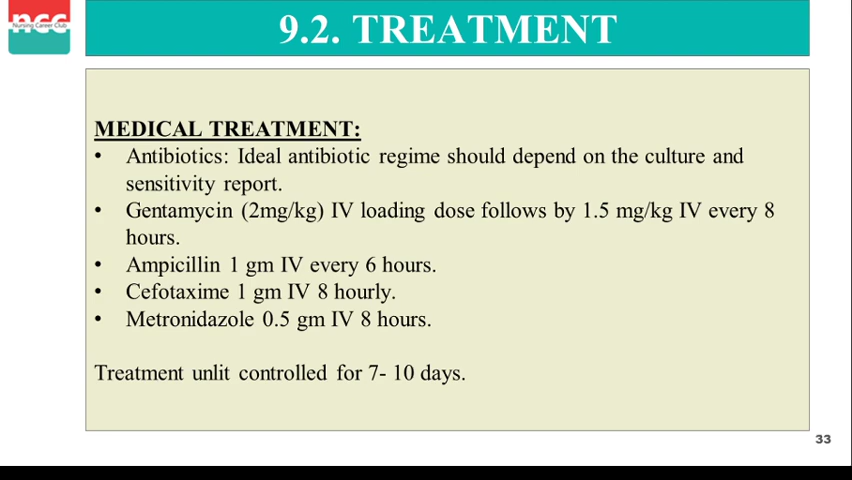 ncc
Nursing Career Club
9.2. TREATMENT
MEDICAL TREATMENT:
• Antibiotics: Ideal antibiotic regime should depend on the culture and
sensitivity report.
• Gentamycin (2mg/kg) IV loading dose follows by 1.5 mg/kg IV every 8
hours.
• Ampicillin 1 gm IV every 6 hours.
• Cefotaxime 1 gm IV 8 hourly.
• Metronidazole 0.5 gm IV 8 hours.
Treatment unlit controlled for 7- 10 days.
33